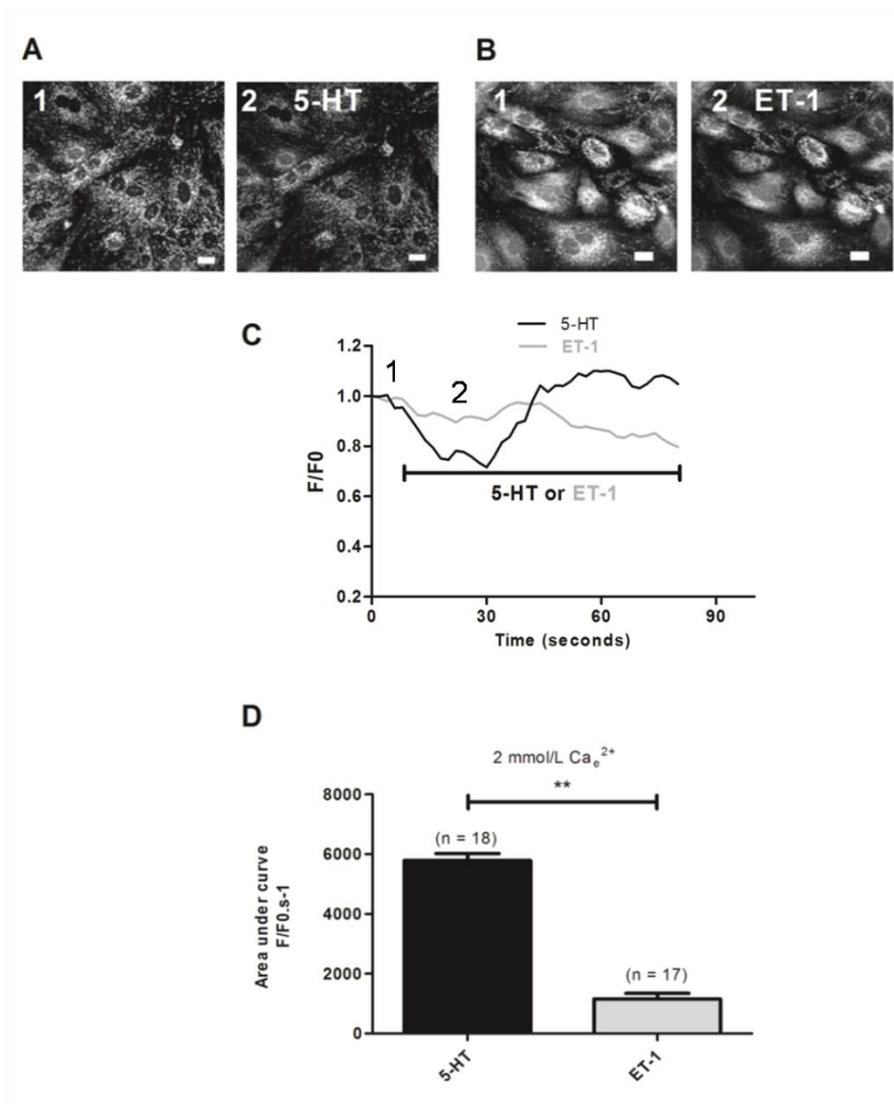 A
B
1
2 5-HT
1
2 ET-1
C
5-HT
ET-1
1.2
1.0
0.8
0.6
0.4
0.2
F/F0
1
2
5-HT or ET-1
0
30
60
90
Time (seconds)
D
2 mmol/L Cae2+
**
8000
6000
4000
2000
0
Area under curve
F/F0.s-1
(n = 18)
(n = 17)
5-HT
ET-1